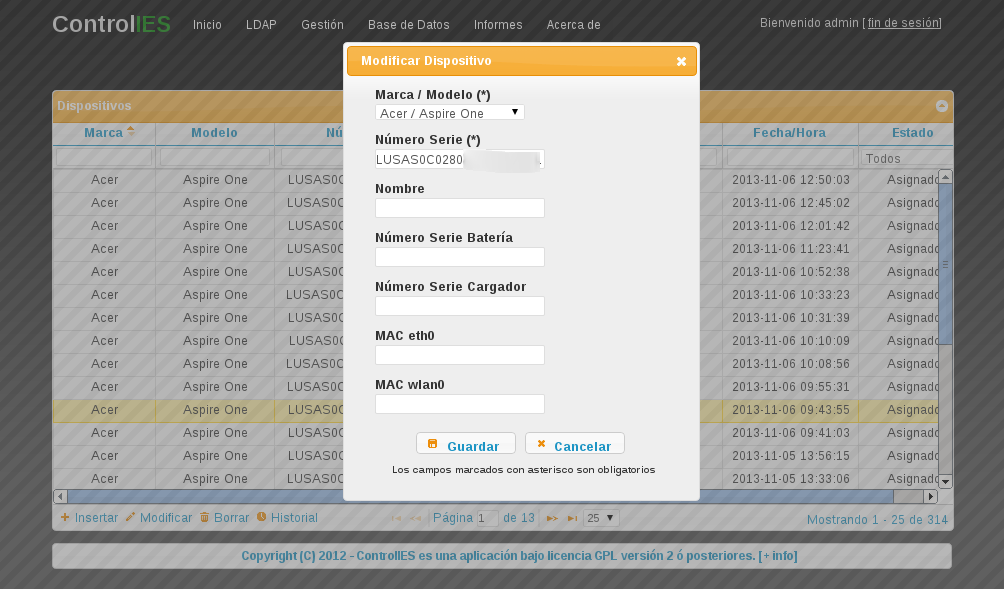 ControlIES Inicio LDAP Gestión Base de Datos Informes Acerca de Bienvenido admin [ fin de sesión]
Modificar Dispositivo
Marca / Modelo (*)
Acer / Aspire One
Número Serie (*)
LUSAS0C0280
Nombre
Número Serie Batería
Número Serie Cargador
MAC eth0
MAC wlan0
Guardar Cancelar
Los campos marcados con asterisco son obligatorios
Dispositivos
Marca Modelo Nú Fecha/Hora Estado
Todos
Acer Aspire One LUSAS0C 2013-11-06 12:50:03 Asignado
Acer Aspire One LUSAS0C 2013-11-06 12:45:02 Asignado
Acer Aspire One LUSAS0C 2013-11-06 12:01:42 Asignado
Acer Aspire One LUSAS0C 2013-11-06 11:23:41 Asignado
Acer Aspire One LUSAS0C 2013-11-06 10:52:38 Asignado
Acer Aspire One LUSAS0C 2013-11-06 10:33:23 Asignado
Acer Aspire One LUSAS0C 2013-11-06 10:31:39 Asignado
Acer Aspire One LUSAS0C 2013-11-06 10:10:09 Asignado
Acer Aspire One LUSAS0C 2013-11-06 10:08:56 Asignado
Acer Aspire One LUSAS0C 2013-11-06 09:55:31 Asignado
Acer Aspire One LUSAS0C 2013-11-06 09:43:55 Asignado
Acer Aspire One LUSAS0C 2013-11-06 09:41:03 Asignado
Acer Aspire One LUSAS0C 2013-11-05 13:56:15 Asignado
Acer Aspire One LUSAS0C 2013-11-05 13:33:06 Asignado
Insertar Modificar Borrar Historial Página 1 de 13 25 Mostrando 1 - 25 de 314
Copyright (C) 2012 - ControlIES es una aplicación bajo licencia GPL versión 2 ó posteriores. [+ info]